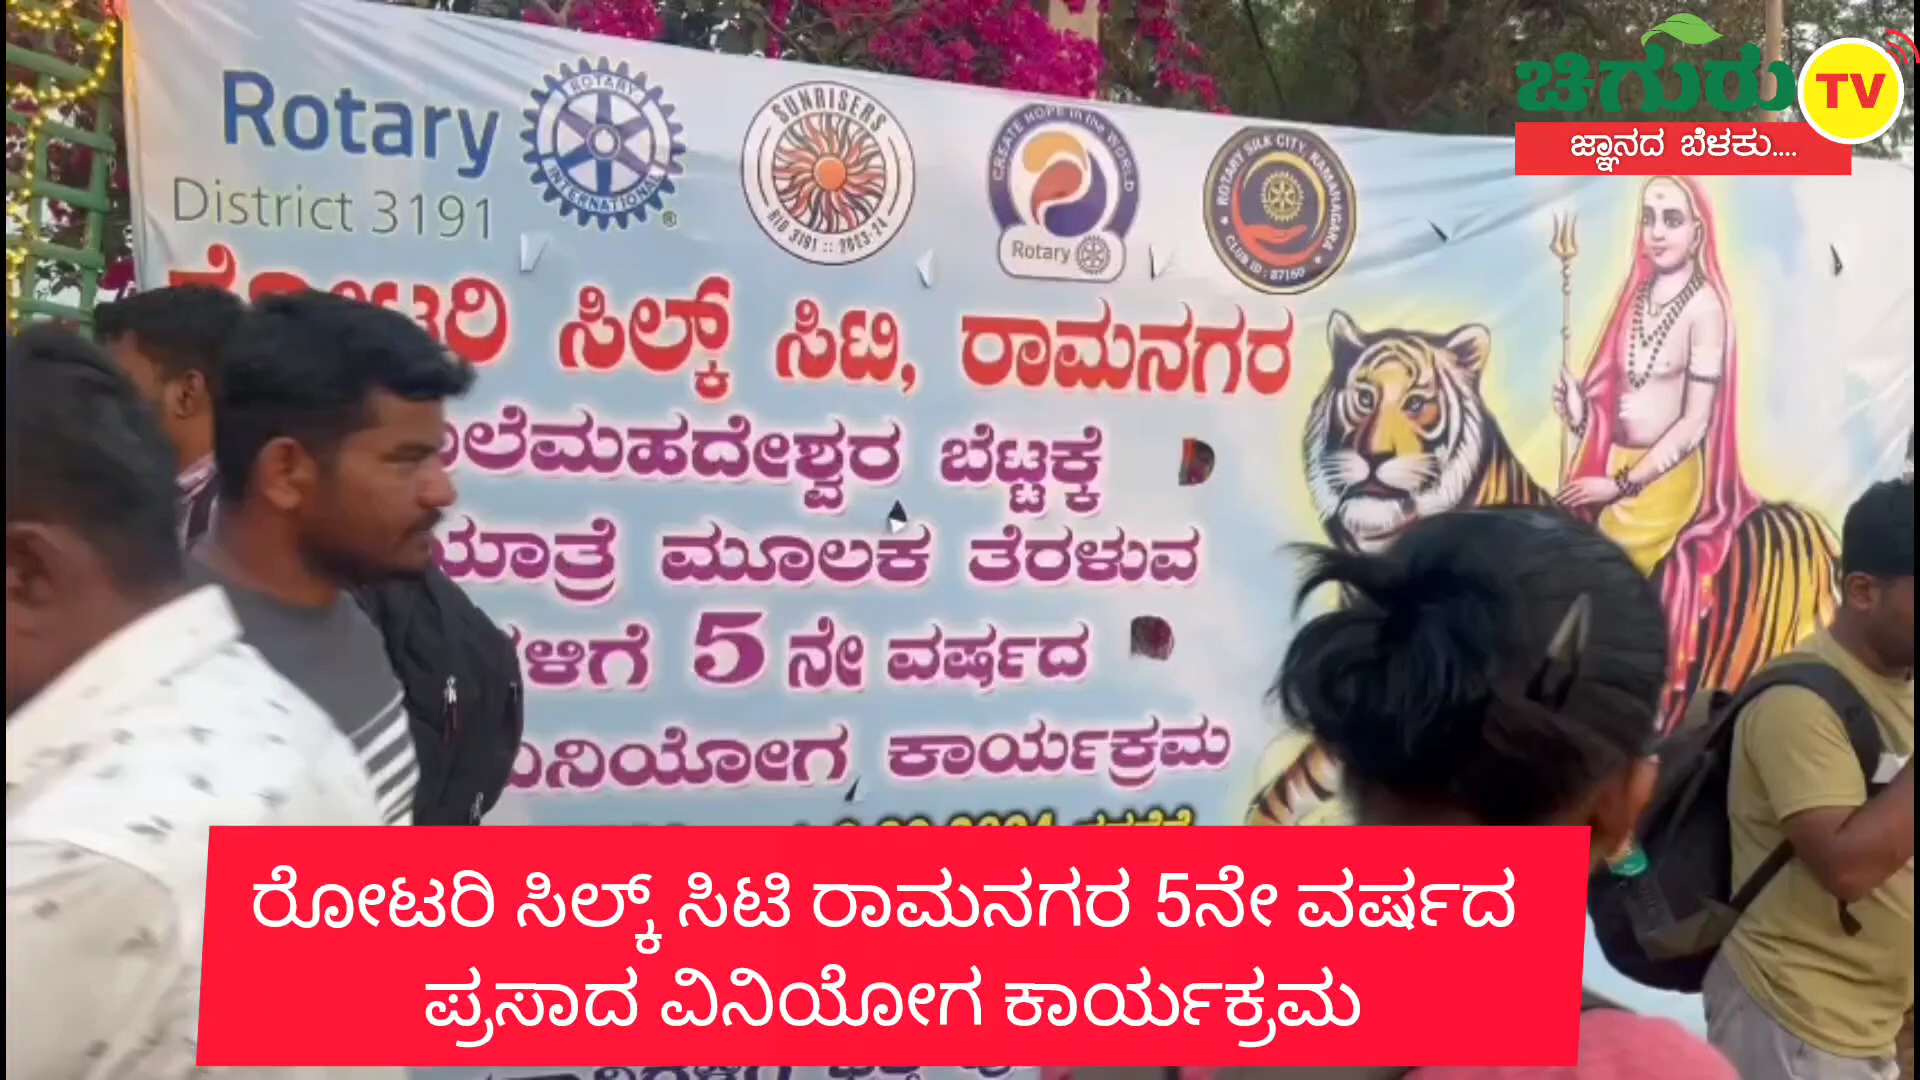 Rotary
ROTARY
INTERNATIONAL
®
District 3191
SUNRISERS
RID 3191 :: 2023-24
CREATE HOPE in the WORLD
Rotary
ROTARY SILK CITY, RAMANAGARA
CLUB ID : 87160
ಚಿಗುರು TV
ಜ್ಞಾನದ ಬೆಳಕು....
ರೋಟರಿ ಸಿಲ್ಕ್ ಸಿಟಿ, ರಾಮನಗರ
ಲೆಮಹದೇಶ್ವರ ಬೆಟ್ಟಕ್ಕೆ
ಯಾತ್ರೆ ಮೂಲಕ ತೆರಳುವ
ಳಿಗೆ 5 ನೇ ವರ್ಷದ
ನಿಯೋಗ ಕಾರ್ಯಕ್ರಮ
ರೋಟರಿ ಸಿಲ್ಕ್ ಸಿಟಿ ರಾಮನಗರ 5ನೇ ವರ್ಷದ
ಪ್ರಸಾದ ವಿನಿಯೋಗ ಕಾರ್ಯಕ್ರಮ